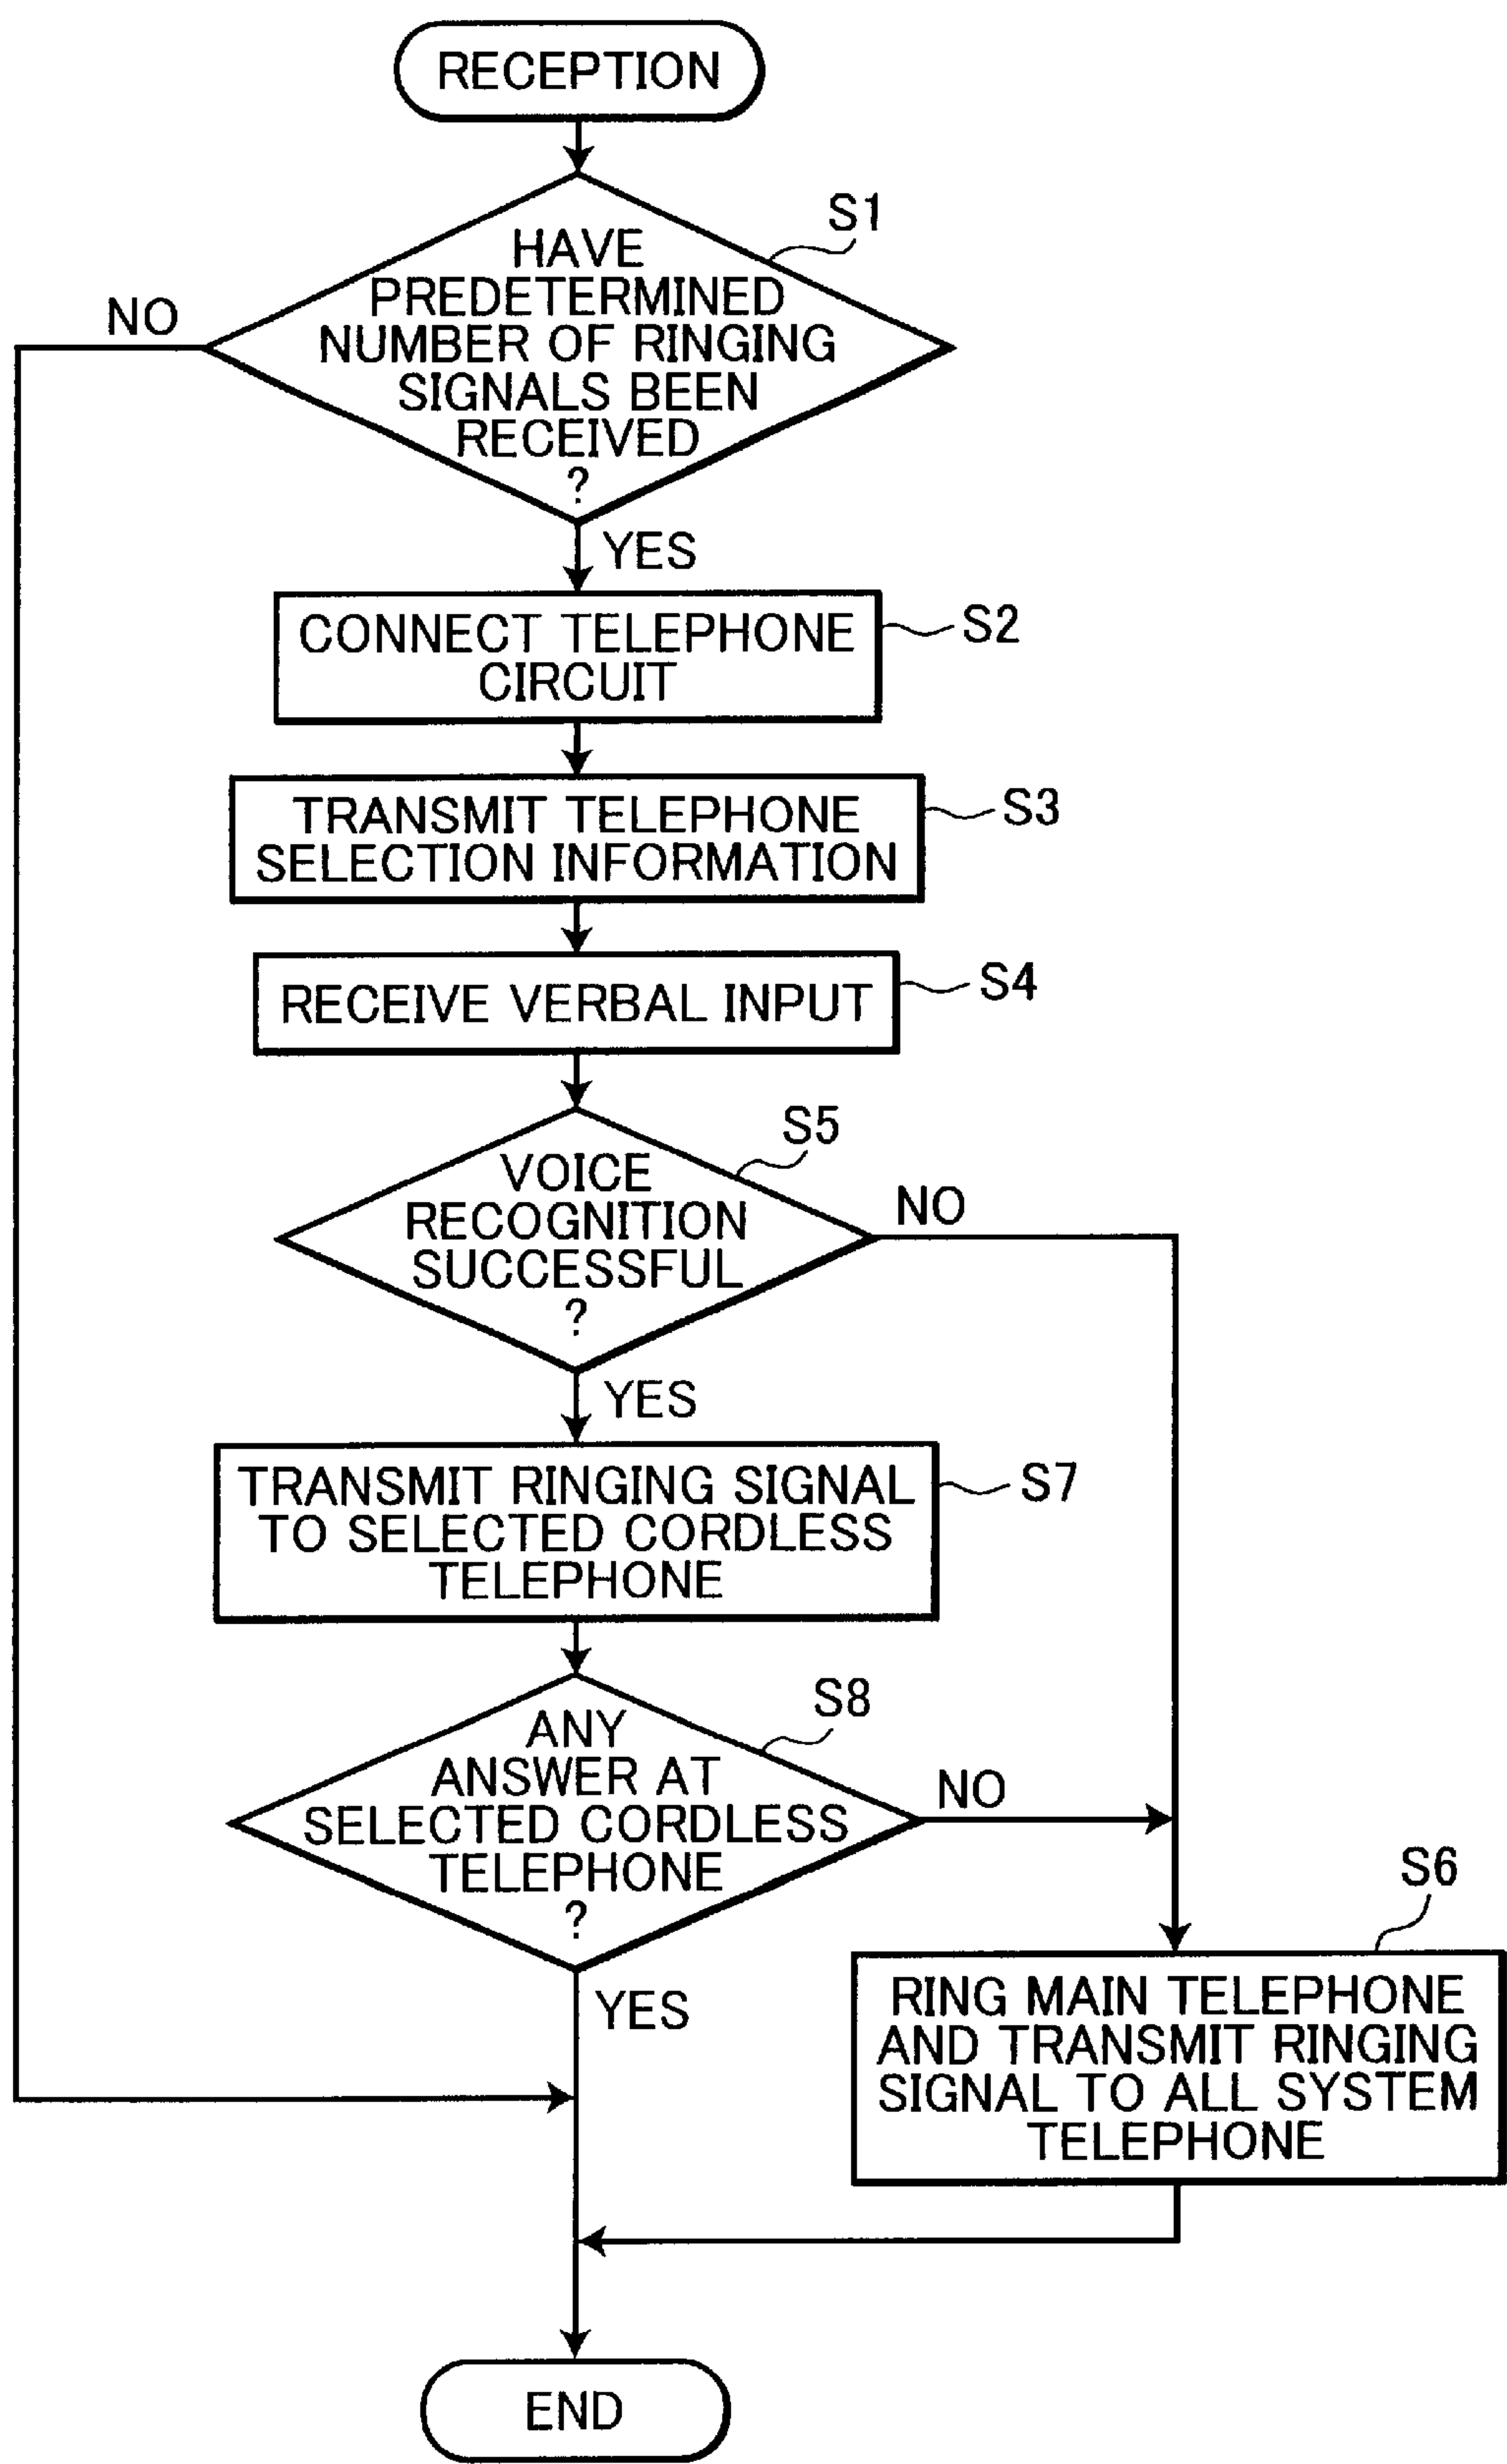 RECEPTION
S1
HAVE
PREDETERMINED
NUMBER OF RINGING
SIGNALS BEEN
RECEIVED
?
NO
YES
CONNECT TELEPHONE
CIRCUIT
S2
TRANSMIT TELEPHONE
SELECTION INFORMATION
S3
RECEIVE VERBAL INPUT
S4
S5
VOICE
RECOGNITION
SUCCESSFUL
?
NO
YES
TRANSMIT RINGING SIGNAL
TO SELECTED CORDLESS
TELEPHONE
S7
S8
ANY
ANSWER AT
SELECTED CORDLESS
TELEPHONE
?
NO
YES
S6
RING MAIN TELEPHONE
AND TRANSMIT RINGING
SIGNAL TO ALL SYSTEM
TELEPHONE
END